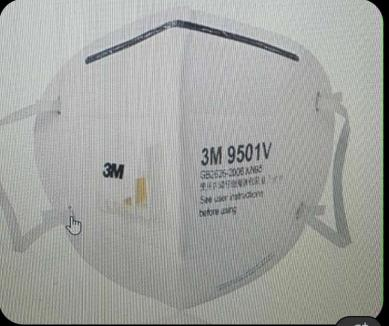 3M
3M 9501V
GB2626-2006 KN95
See user instructions
before using